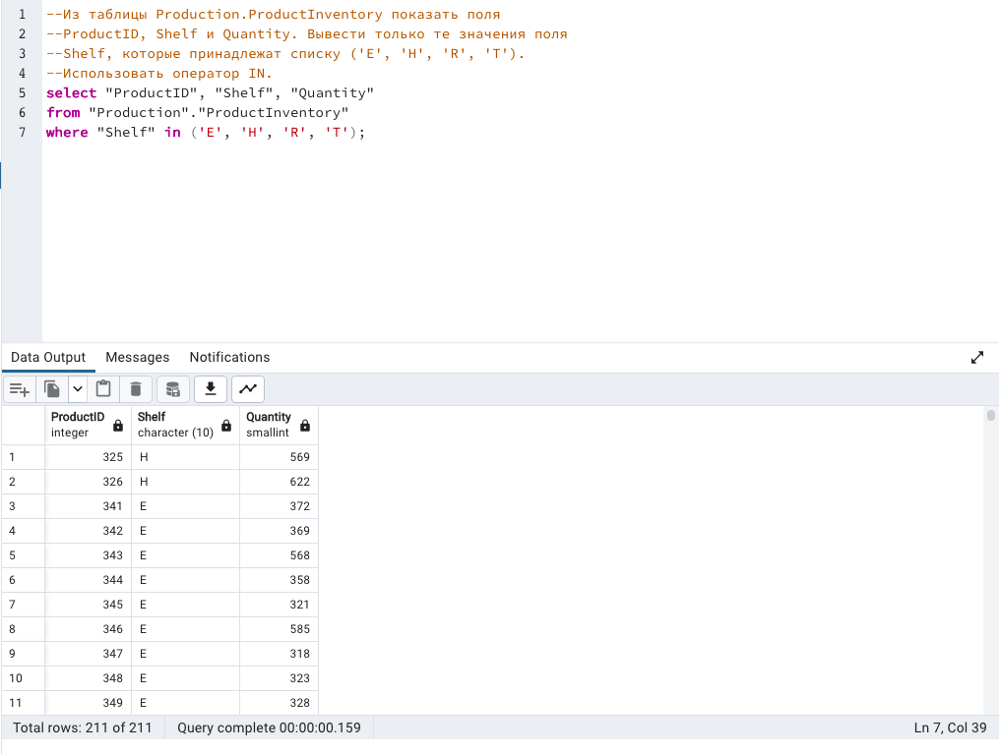 1 --Из таблицы Production.ProductInventory показать поля
2 --ProductID, Shelf и Quantity. Вывести только те значения поля
3 --Shelf, которые принадлежат списку ('E', 'H', 'R', 'T').
4 --Использовать оператор IN.
5 select "ProductID", "Shelf", "Quantity"
6 from "Production"."ProductInventory"
7 where "Shelf" in ('E', 'H', 'R', 'T');
Data Output Messages Notifications
ProductID Shelf Quantity
integer character (10) smallint
1 325 H 569
2 326 H 622
3 341 E 372
4 342 E 369
5 343 E 568
6 344 E 358
7 345 E 321
8 346 E 585
9 347 E 318
10 348 E 323
11 349 E 328
Total rows: 211 of 211 Query complete 00:00:00.159 Ln 7, Col 39